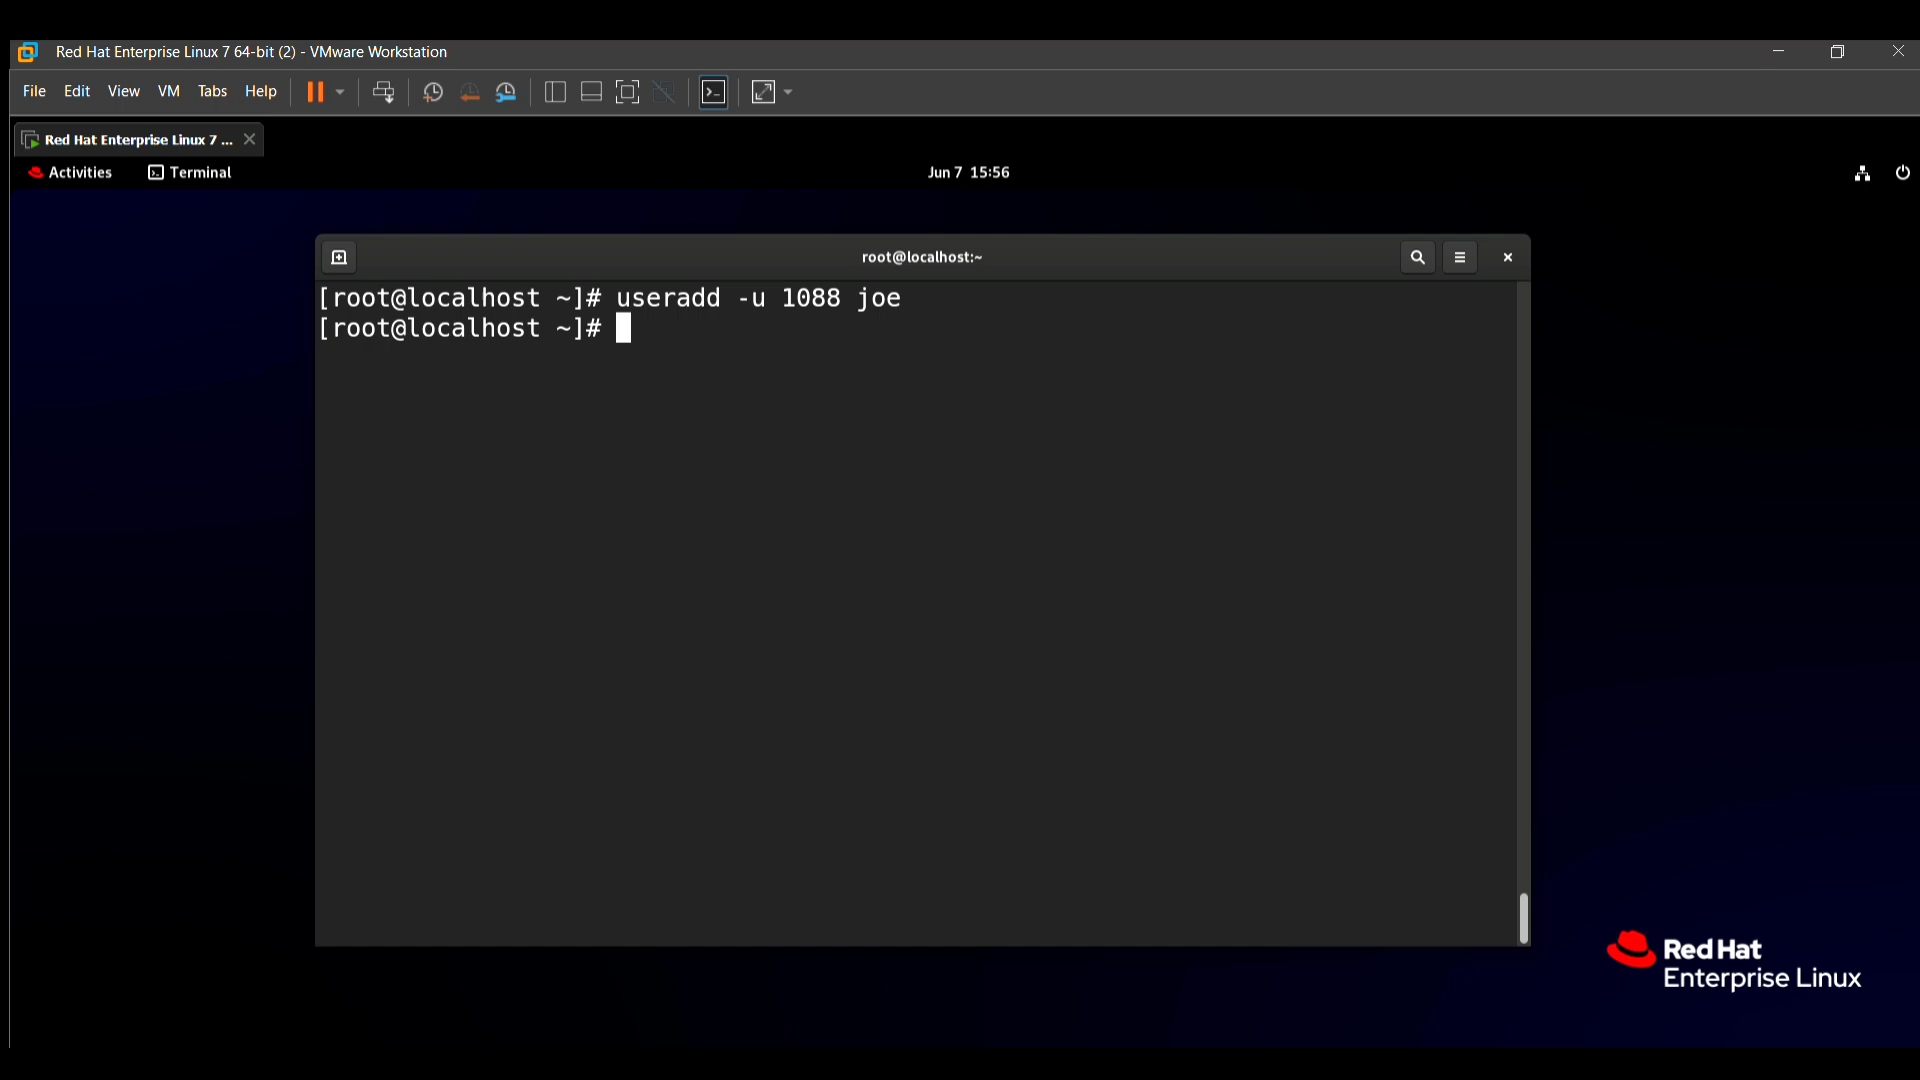 Red Hat Enterprise Linux 7 64-bit (2) - VMware Workstation
File Edit View VM Tabs Help
Red Hat Enterprise Linux 7 ...
Activities Terminal Jun 7 15:56
root@localhost:~
[root@localhost ~]# useradd -u 1088 joe
[root@localhost ~]#
Red Hat
Enterprise Linux